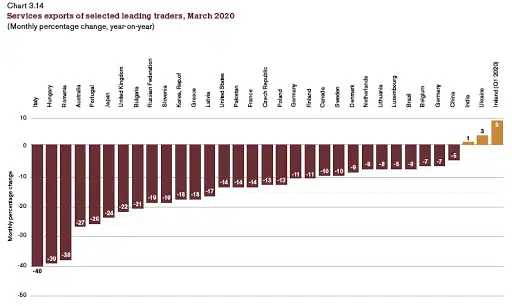 Chart 3.14
Services exports of selected leading traders, March 2020
(Monthly percentage change, year-on-year)
Italy
Hungary
Romania
Australia
Portugal
Japan
United Kingdom
Bulgaria
Russian Federation
Slovenia
Korea, Rep.of
Greece
Latvia
United States
Pakistan
France
Czech Republic
Poland
Germany
Finland
Canada
Sweden
Denmark
Netherlands
Lithuania
Luxembourg
Brazil
Belgium
Germany
China
India
Ukraine
Ireland (Q1 2020)
Monthly percentage change
10
0
-10
-20
-30
-40
-50
-40
-39
-38
-27
-26
-24
-22
-21
-19
-19
-18
-18
-17
-14
-14
-14
-13
-13
-11
-11
-10
-10
-9
-8
-8
-8
-8
-7
-7
-5
1
3